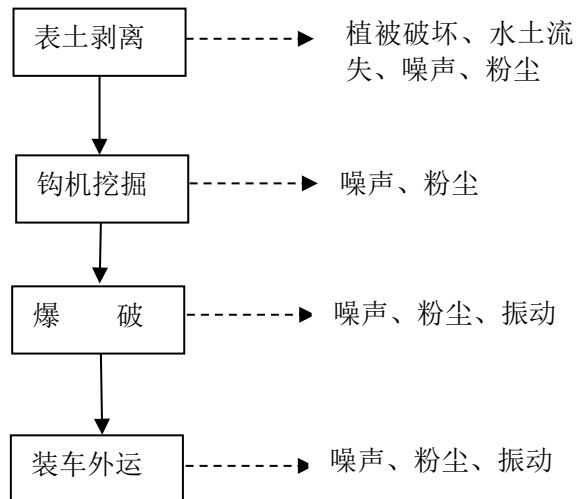 表土剥离
植被破坏、水土流
失、噪声、粉尘
钩机挖掘
噪声、粉尘
爆 破
噪声、粉尘、振动
装车外运
噪声、粉尘、振动